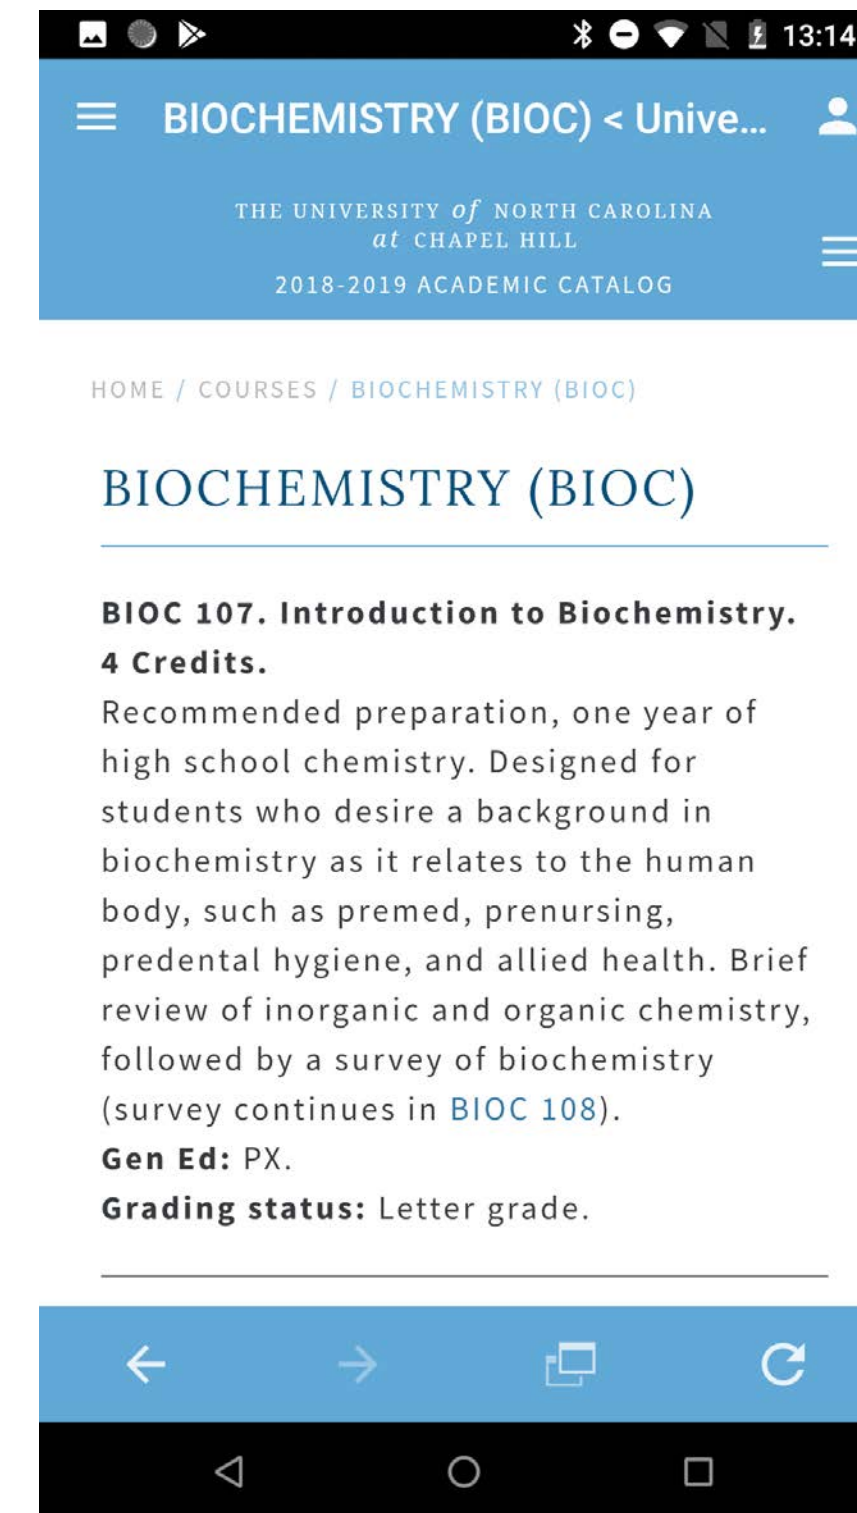 13:14
BIOCHEMISTRY (BIOC) < Unive...
THE UNIVERSITY of NORTH CAROLINA
at CHAPEL HILL
2018-2019 ACADEMIC CATALOG
HOME / COURSES / BIOCHEMISTRY (BIOC)
BIOCHEMISTRY (BIOC)
BIOC 107. Introduction to Biochemistry.
4 Credits.
Recommended preparation, one year of
high school chemistry. Designed for
students who desire a background in
biochemistry as it relates to the human
body, such as premed, prenursing,
predental hygiene, and allied health. Brief
review of inorganic and organic chemistry,
followed by a survey of biochemistry
(survey continues in BIOC 108).
Gen Ed: PX.
Grading status: Letter grade.